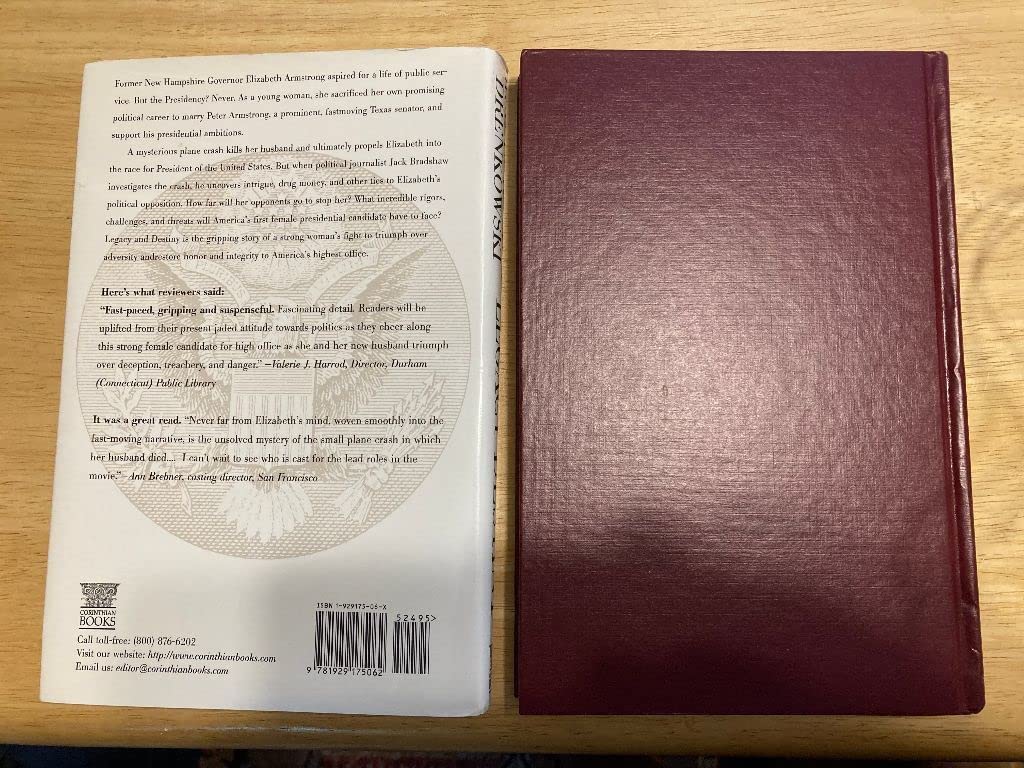 Former New Hampshire Governor Elizabeth Armstrong aspired for a life of public ser-
vice. But the Presidency? Never. As a young woman, she sacrificed her own promising
political career to marry Peter Armstrong, a prominent, fastmoving Texas senator, and
support his presidential ambitions.
A mysterious plane crash kills her husband and ultimately propels Elizabeth into
the race for President of the United States. But when political journalist Jack Bradshaw
investigates the crash, he uncovers intrigue, drug money, and other ties to Elizabeth's
political opposition. How far will her opponents go to stop her? What incredible rigors,
challenges, and threats will America's first female presidential candidate have to face?
Legacy and Destiny is the gripping story of a strong woman's fight to triumph over
adversity andrestore honor and integrity to America's highest office.
Here's what reviewers said:
"Fast-paced, gripping and suspenseful. Fascinating detail. Readers will be
uplifted from their present jaded attitude towards politics as they cheer along
this strong female candidate for high office as she and her new husband triumph
over deception, treachery, and danger." —Valerie J. Harrod, Director, Durham
(Connecticut) Public Library
It was a great read. "Never far from Elizabeth's mind, woven smoothly into the
fast-moving narrative, is the unsolved mystery of the small plane crash in which
her husband died.... I can't wait to see who is cast for the lead roles in the
movie."—Ann Brebner, casting director, San Francisco
CORINTHIAN
BOOKS
Call toll-free: (800) 876-6202
Visit our website: http://www.corinthianbooks.com
Email us: editor@corinthianbooks.com
ISBN 1-929175-06-X
52495>
9 781929 175062